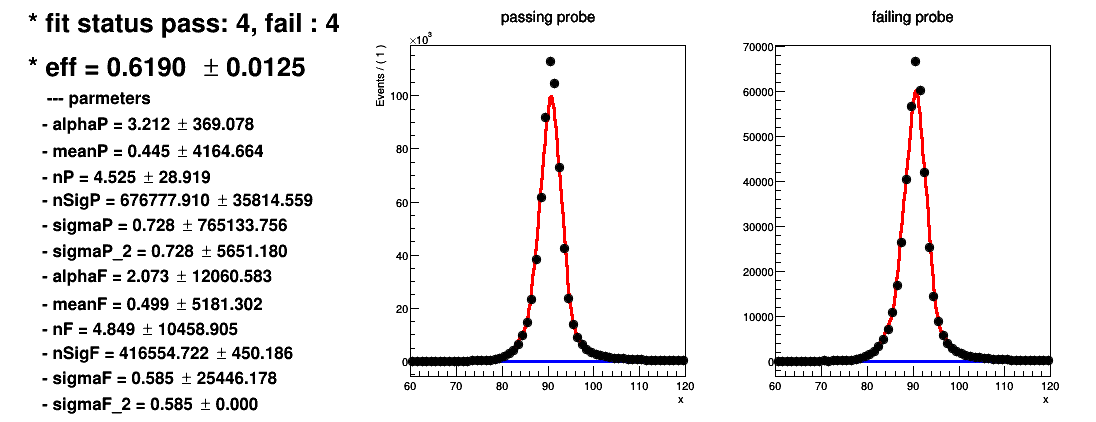 * fit status pass: 4, fail : 4
* eff = 0.6190 ± 0.0125
--- parmeters
- alphaP = 3.212 ± 369.078
- meanP = 0.445 ± 4164.664
- nP = 4.525 ± 28.919
- nSigP = 676777.910 ± 35814.559
- sigmaP = 0.728 ± 765133.756
- sigmaP_2 = 0.728 ± 5651.180
- alphaF = 2.073 ± 12060.583
- meanF = 0.499 ± 5181.302
- nF = 4.849 ± 10458.905
- nSigF = 416554.722 ± 450.186
- sigmaF = 0.585 ± 25446.178
- sigmaF_2 = 0.585 ± 0.000
passing probe
×10³
Events / ( 1 )
100
80
60
40
20
0
60 70 80 90 100 110 120
x
failing probe
70000
60000
50000
40000
30000
20000
10000
0
60 70 80 90 100 110 120
x